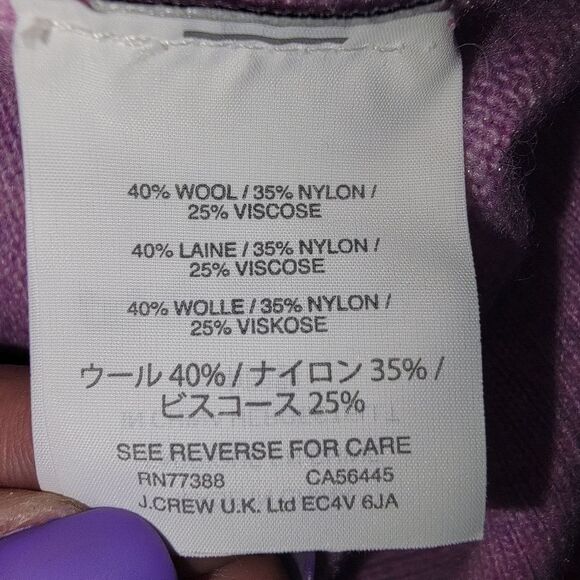 40% WOOL / 35% NYLON /
25% VISCOSE
40% LAINE / 35% NYLON /
25% VISCOSE
40% WOLLE / 35% NYLON /
25% VISKOSE
ウール 40% / ナイロン 35% /
ビスコース 25%
SEE REVERSE FOR CARE
RN77388 CA56445
J.CREW U.K. Ltd EC4V 6JA